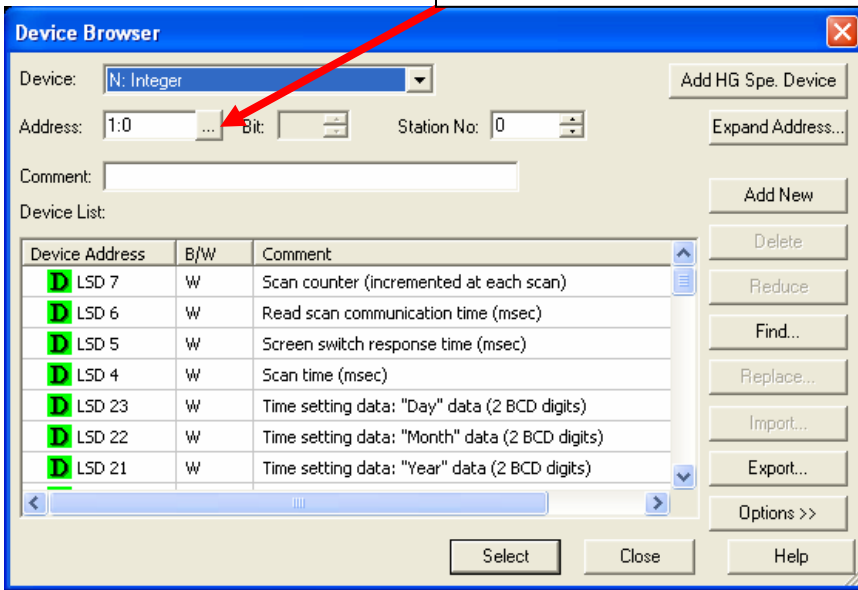 Device Browser
Device: N: Integer Add HG Spe. Device
Address: 1:0 ... Bit: Station No: 0 Expand Address...
Comment:
Add New
Device List:
Delete
Device Address B/W Comment
D LSD 7 W Scan counter (incremented at each scan)
Reduce
D LSD 6 W Read scan communication time (msec)
Find...
D LSD 5 W Screen switch response time (msec)
D LSD 4 W Scan time (msec)
Replace...
D LSD 23 W Time setting data: "Day" data (2 BCD digits)
Import...
D LSD 22 W Time setting data: "Month" data (2 BCD digits)
D LSD 21 W Time setting data: "Year" data (2 BCD digits)
Export...
Options >>
Select Close Help